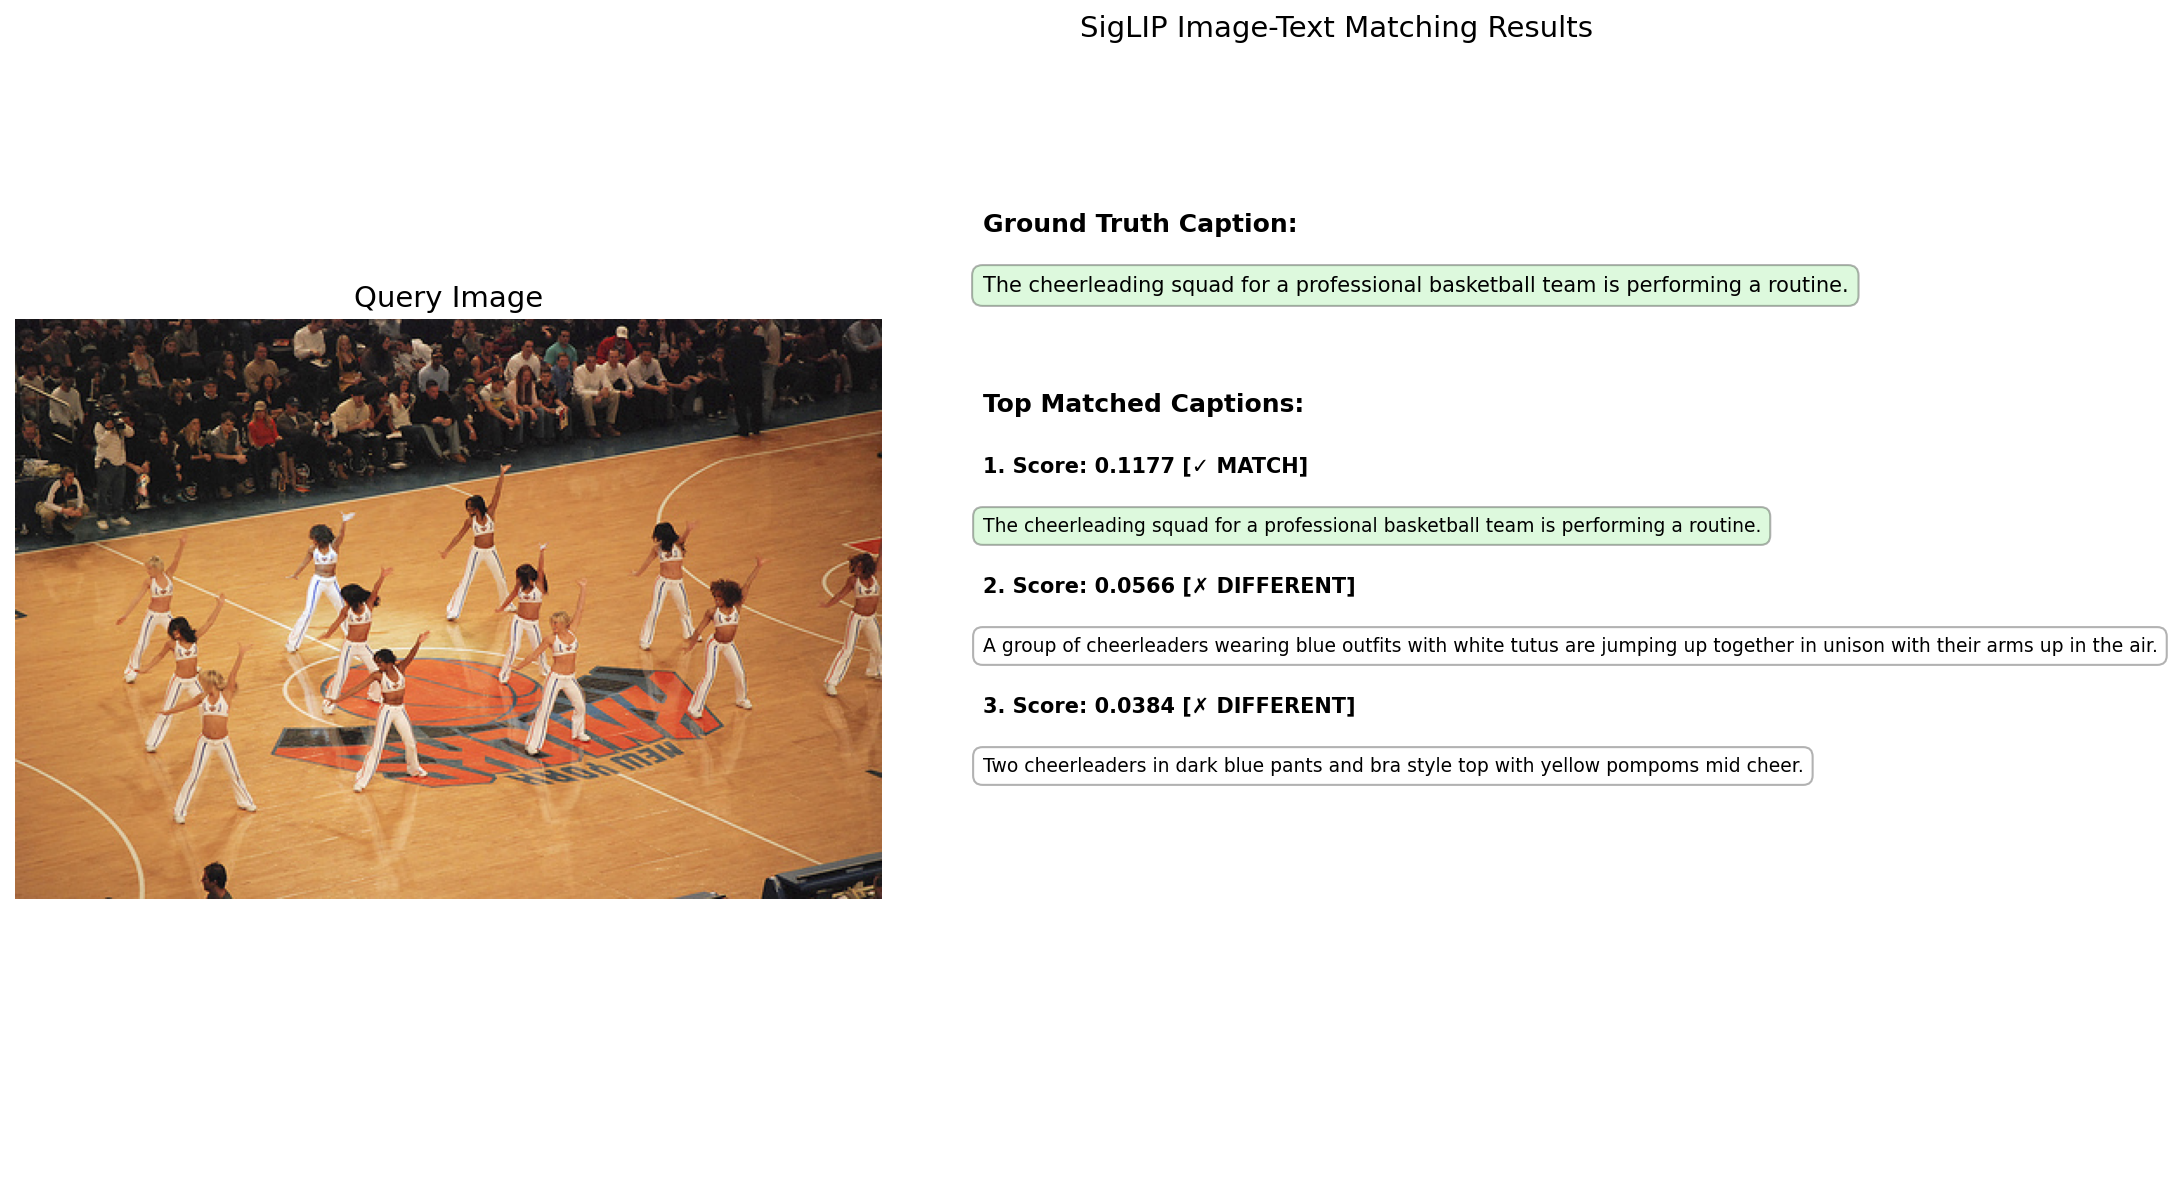 SigLIP Image-Text Matching Results
Query Image
NEW YORK
KNICKS
Ground Truth Caption:
The cheerleading squad for a professional basketball team is performing a routine.
Top Matched Captions:
1. Score: 0.1177 [✓ MATCH]
The cheerleading squad for a professional basketball team is performing a routine.
2. Score: 0.0566 [✗ DIFFERENT]
A group of cheerleaders wearing blue outfits with white tutus are jumping up together in unison with their arms up in the air.
3. Score: 0.0384 [✗ DIFFERENT]
Two cheerleaders in dark blue pants and bra style top with yellow pompoms mid cheer.